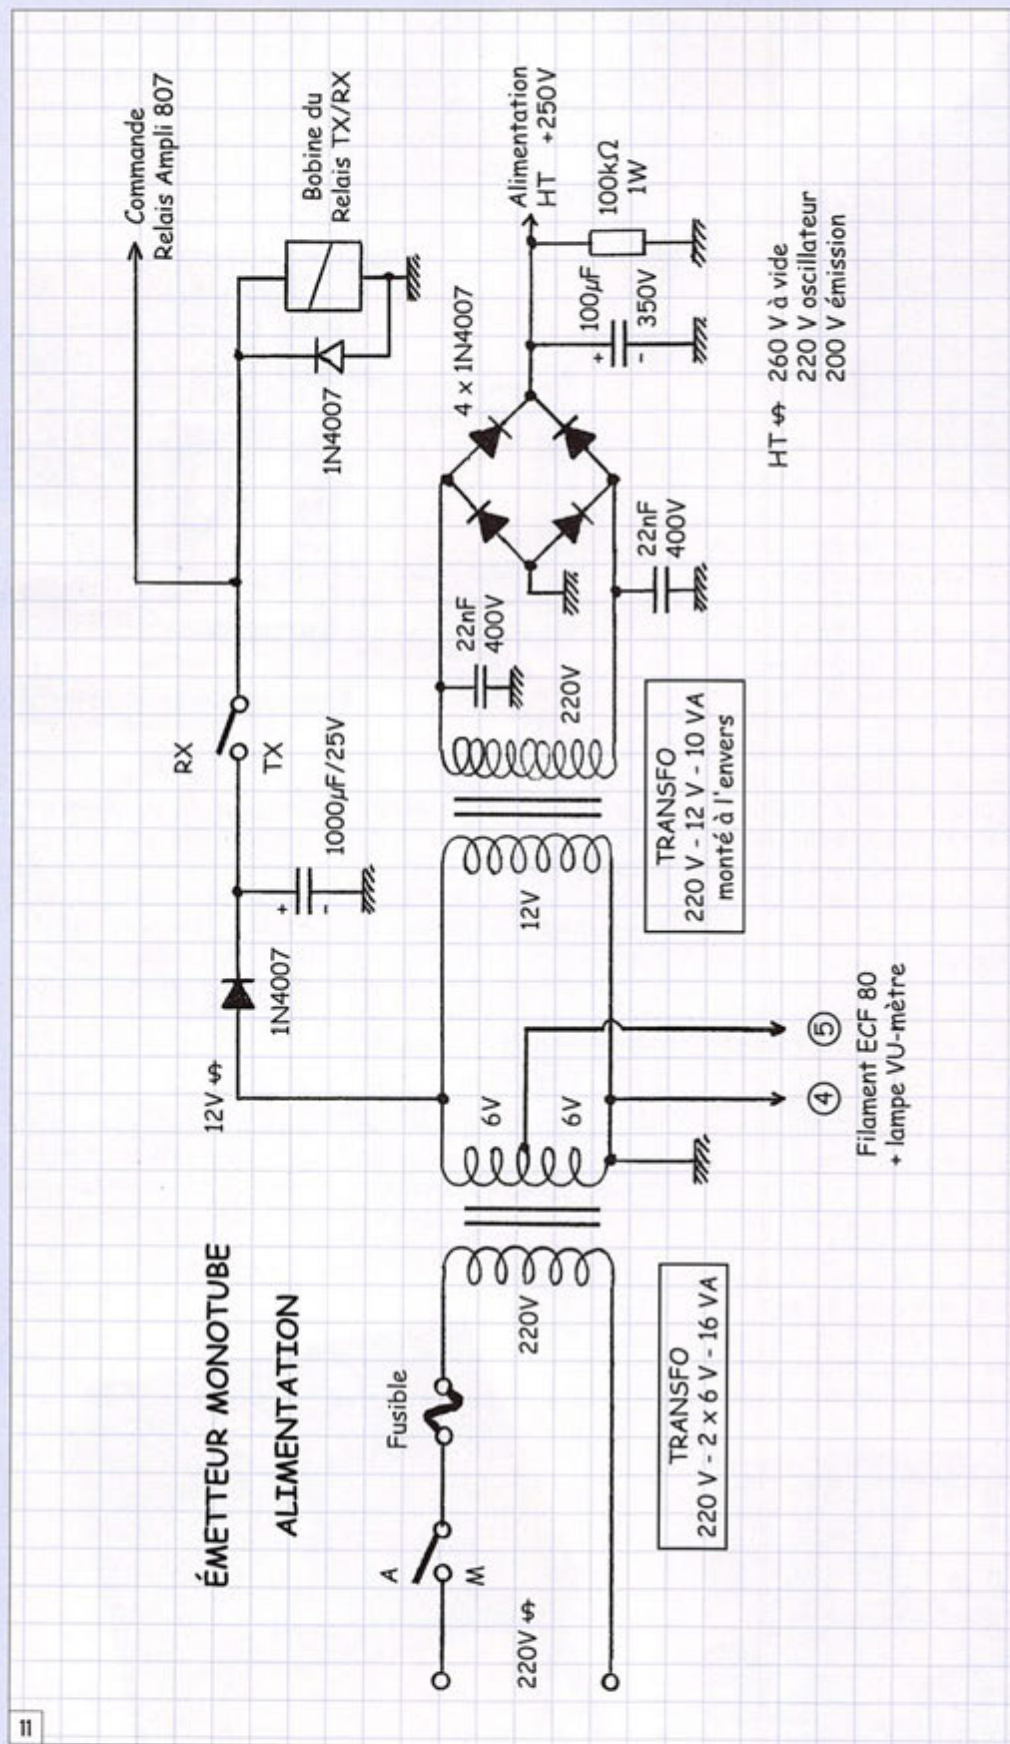 11
ÉMETTEUR MONOTUBE
ALIMENTATION
220V
A
M
Fusible
220V
TRANSFO
220 V - 2 x 6 V - 16 VA
6V
6V
12V
1N4007
+
-
1000µF/25V
RX
TX
Commande
Relais Ampli 807
1N4007
Bobine du
Relais TX/RX
④
⑤
Filament ECF 80
+ lampe VU-mètre
12V
220V
TRANSFO
220 V - 12 V - 10 VA
monté à l'envers
22nF
400V
22nF
400V
4 x 1N4007
+
-
100µF
350V
Alimentation
HT +250V
100kΩ
1W
HT 260 V à vide
220 V oscillateur
200 V émission